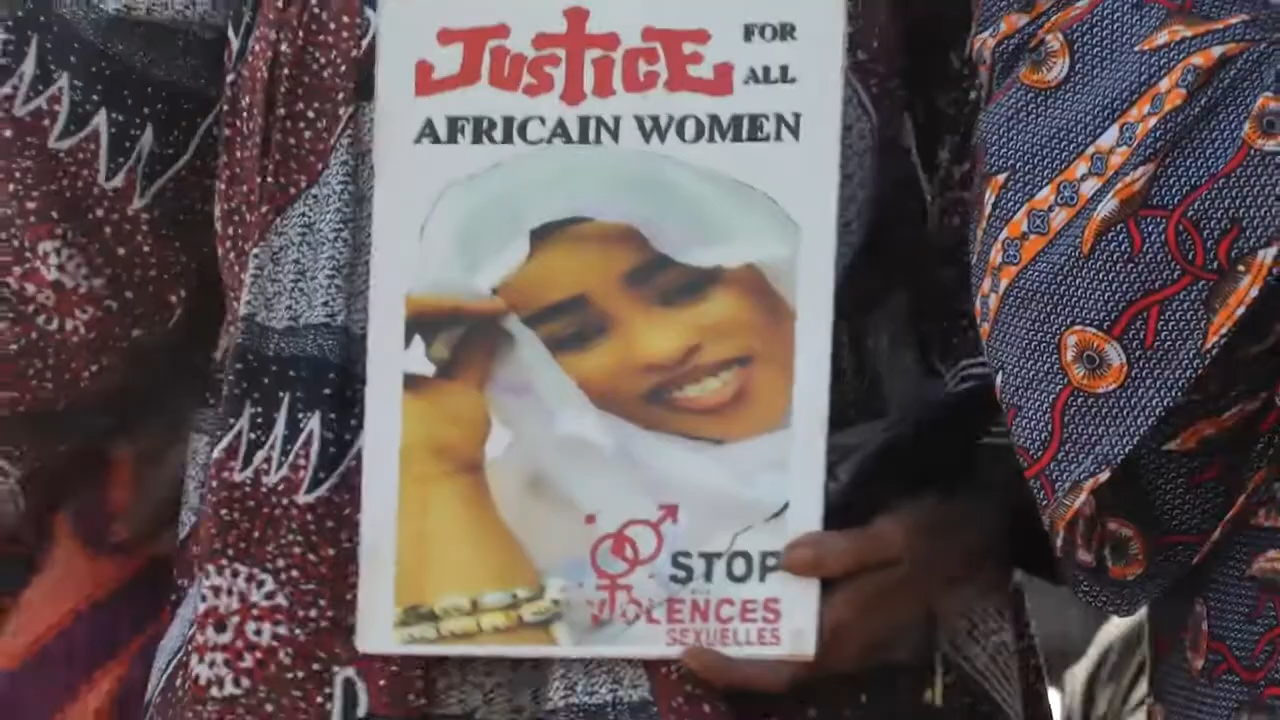 JUSTICE FOR
ALL
AFRICAIN WOMEN
STOP
VIOLENCES
SEXUELLES